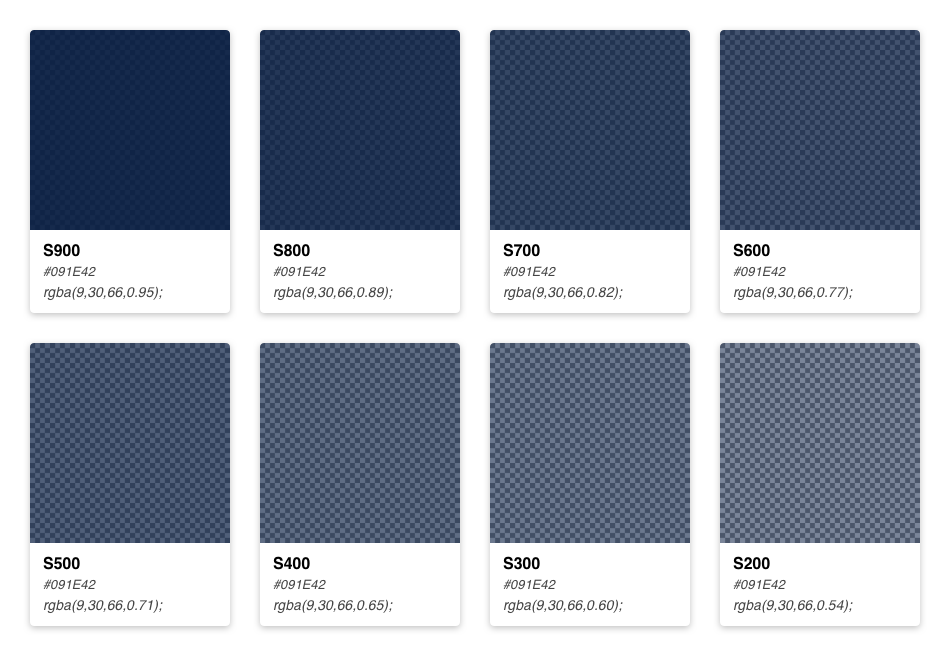 S900
#091E42
rgba(9,30,66,0.95);
S800
#091E42
rgba(9,30,66,0.89);
S700
#091E42
rgba(9,30,66,0.82);
S600
#091E42
rgba(9,30,66,0.77);
S500
#091E42
rgba(9,30,66,0.71);
S400
#091E42
rgba(9,30,66,0.65);
S300
#091E42
rgba(9,30,66,0.60);
S200
#091E42
rgba(9,30,66,0.54);